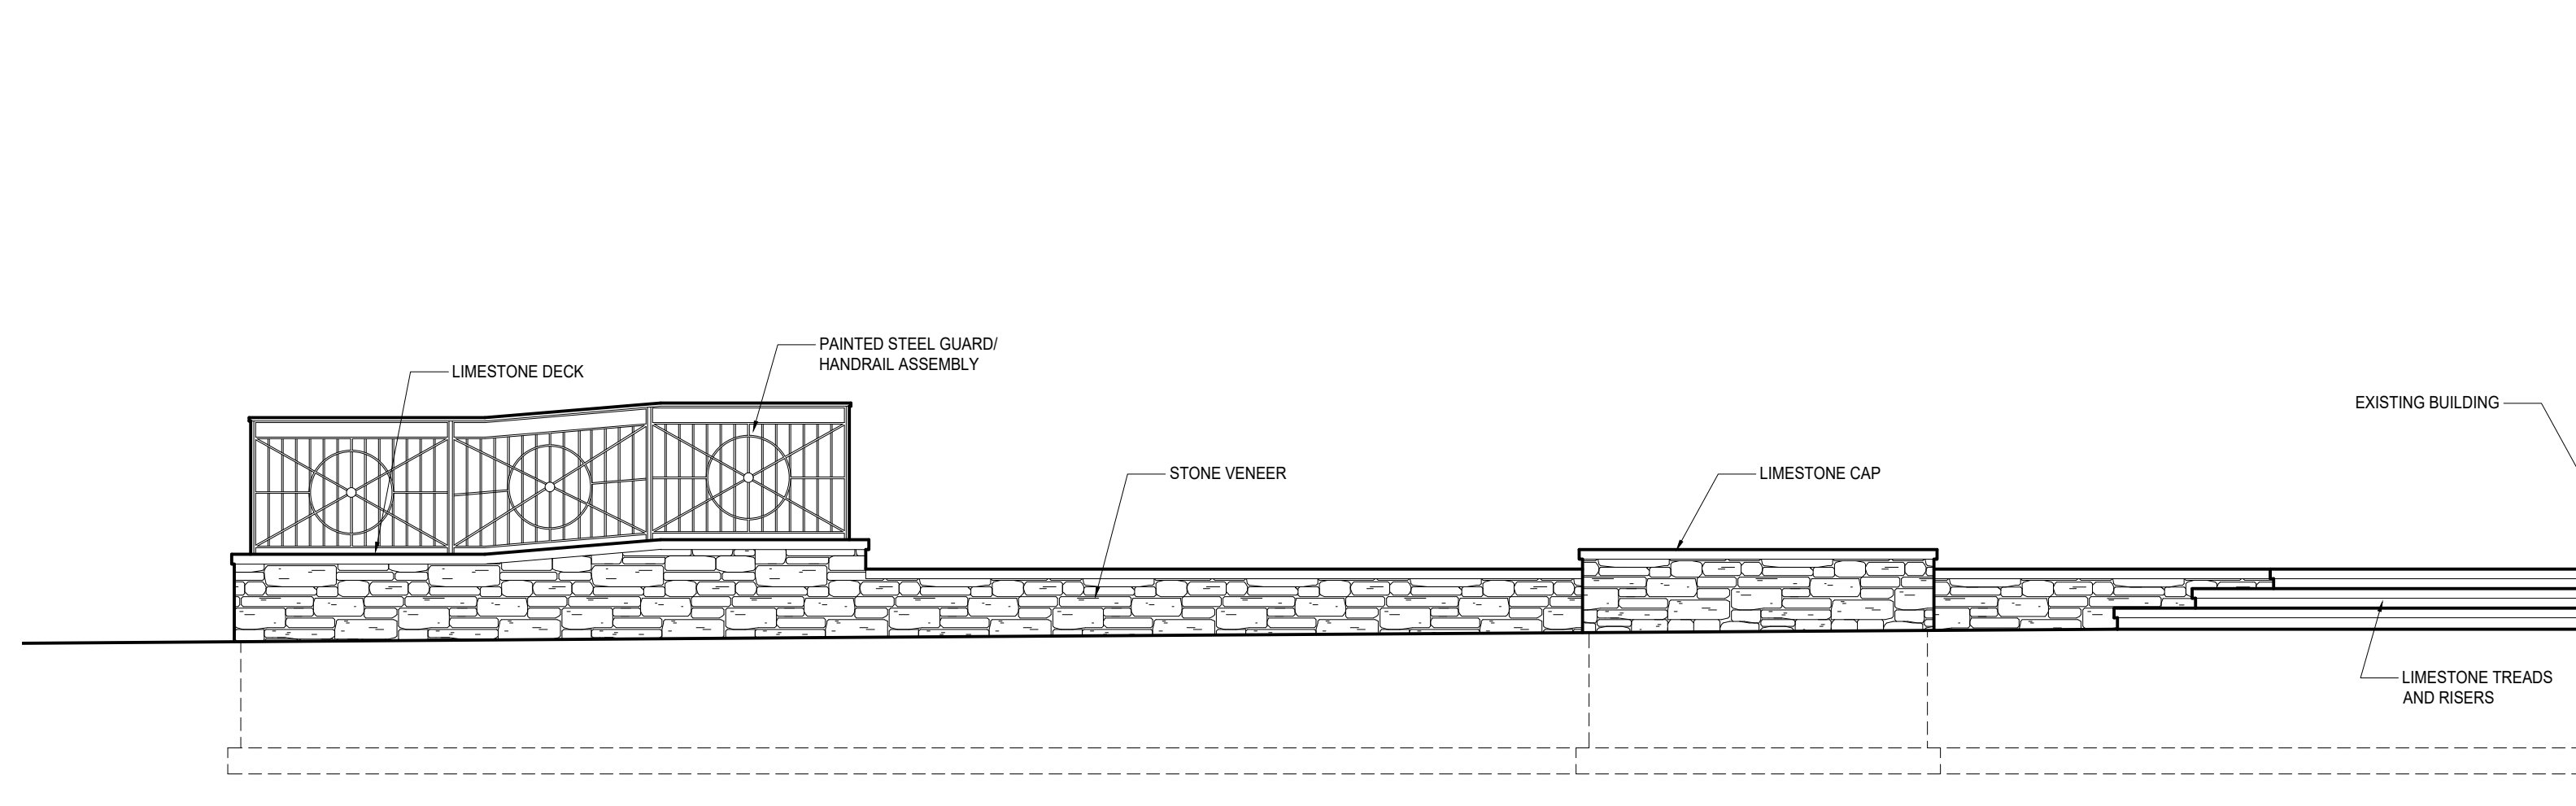 PAINTED STEEL GUARD/
HANDRAIL ASSEMBLY
LIMESTONE DECK
EXISTING BUILDING
STONE VENEER
LIMESTONE CAP
LIMESTONE TREADS
AND RISERS